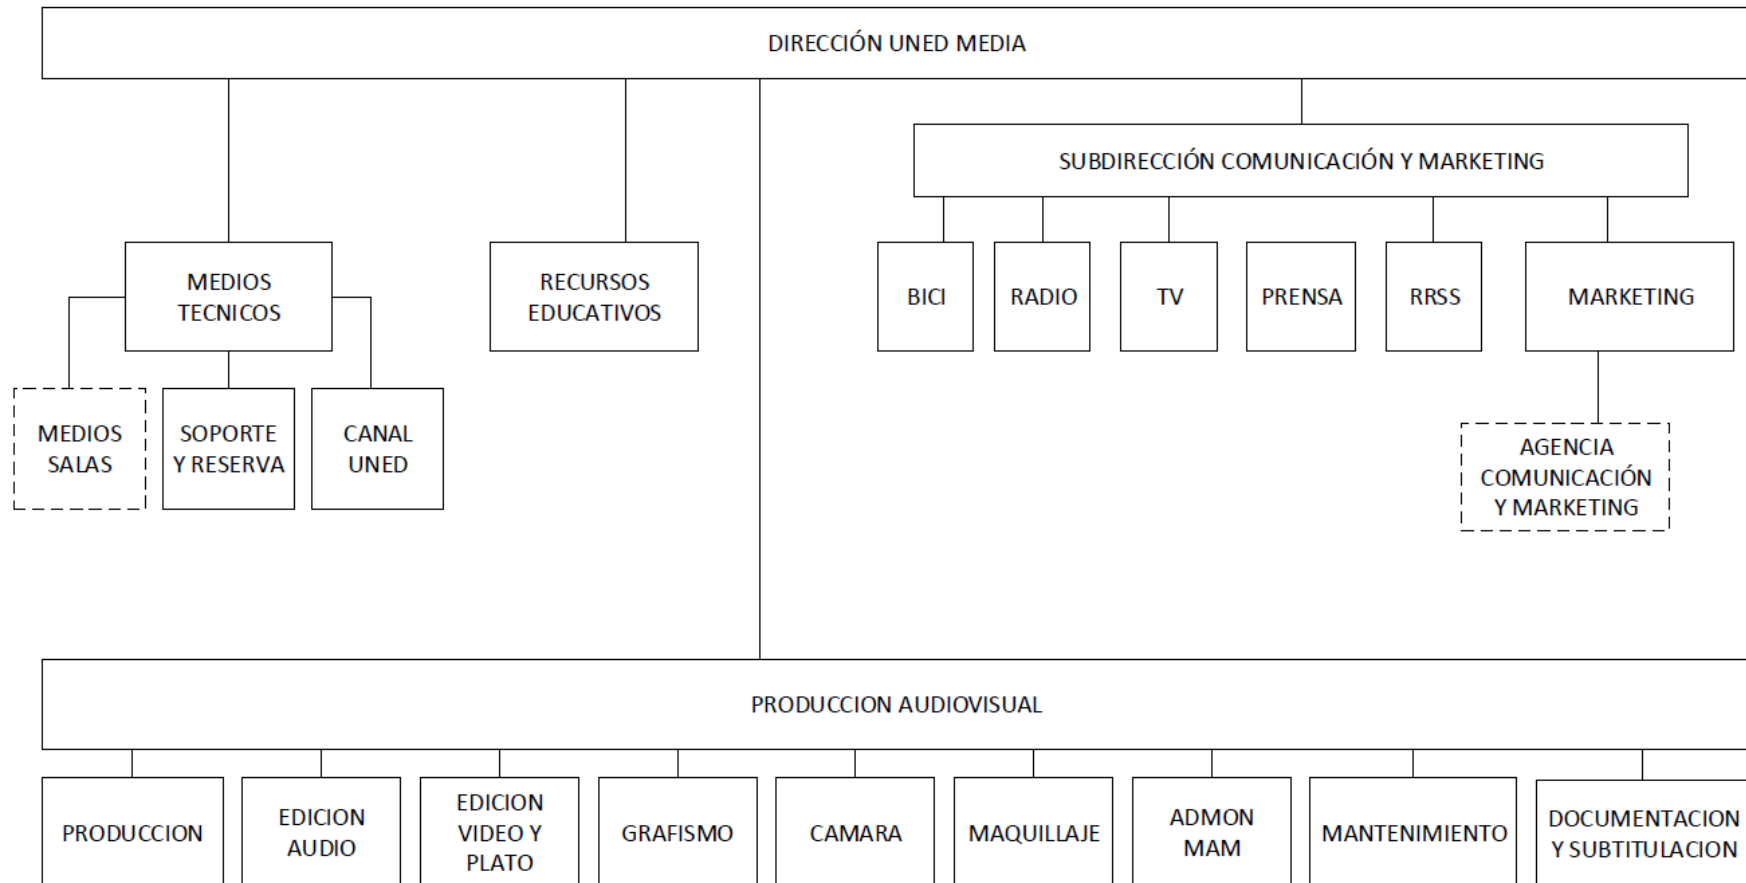 DIRECCIÓN UNED MEDIA
SUBDIRECCIÓN COMUNICACIÓN Y MARKETING
MEDIOS
TECNICOS
RECURSOS
EDUCATIVOS
BICI
RADIO
TV
PRENSA
RRSS
MARKETING
MEDIOS
SALAS
SOPORTE
Y RESERVA
CANAL
UNED
AGENCIA
COMUNICACIÓN
Y MARKETING
PRODUCCION AUDIOVISUAL
PRODUCCION
EDICION
AUDIO
EDICION
VIDEO Y
PLATO
GRAFISMO
CAMARA
MAQUILLAJE
ADMON
MAM
MANTENIMIENTO
DOCUMENTACION
Y SUBTITULACION